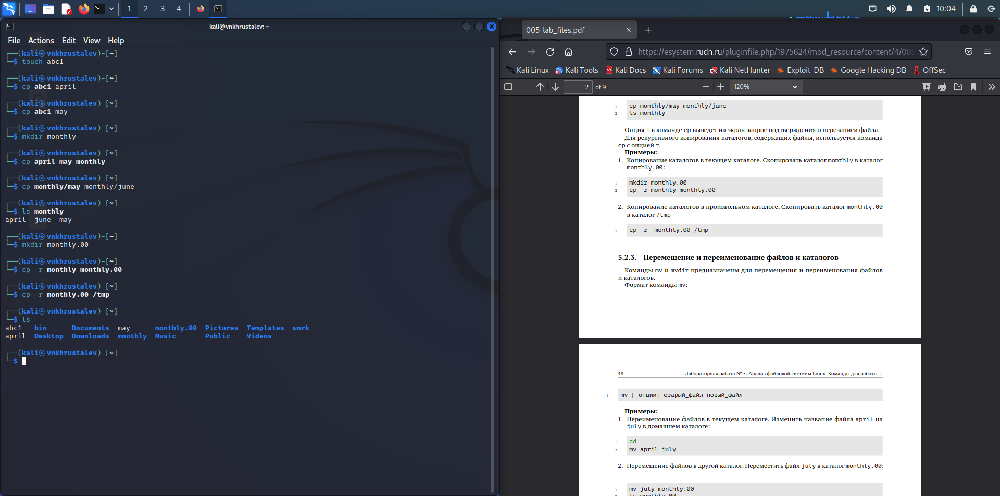 1 2 3 4
10:04
kali@vnkhrustalev: ~
File Actions Edit View Help
┌──(kali㉿vnkhrustalev)-[~]
└─$ touch abc1
┌──(kali㉿vnkhrustalev)-[~]
└─$ cp abc1 april
┌──(kali㉿vnkhrustalev)-[~]
└─$ cp abc1 may
┌──(kali㉿vnkhrustalev)-[~]
└─$ mkdir monthly
┌──(kali㉿vnkhrustalev)-[~]
└─$ cp april may monthly
┌──(kali㉿vnkhrustalev)-[~]
└─$ cp monthly/may monthly/june
┌──(kali㉿vnkhrustalev)-[~]
└─$ ls monthly
april june may
┌──(kali㉿vnkhrustalev)-[~]
└─$ mkdir monthly.00
┌──(kali㉿vnkhrustalev)-[~]
└─$ cp -r monthly monthly.00
┌──(kali㉿vnkhrustalev)-[~]
└─$ cp -r monthly.00 /tmp
┌──(kali㉿vnkhrustalev)-[~]
└─$ ls
abc1 bin Documents may monthly.00 Pictures Templates work
april Desktop Downloads monthly Music Public Videos
┌──(kali㉿vnkhrustalev)-[~]
└─$
005-lab_files.pdf
https://esystem.rudn.ru/pluginfile.php/1975624/mod_resource/content/4/005
Kali Linux Kali Tools Kali Docs Kali Forums Kali NetHunter Exploit-DB Google Hacking DB OffSec
2 of 9 120%
1 cp monthly/may monthly/june
2 ls monthly
Опция i в команде cp выведет на экран запрос подтверждения о перезаписи файла.
Для рекурсивного копирования каталогов, содержащих файлы, используется команда
cp с опцией r.
Примеры:
1. Копирование каталогов в текущем каталоге. Скопировать каталог monthly в каталог
monthly.00:
1 mkdir monthly.00
2 cp -r monthly monthly.00
2. Копирование каталогов в произвольном каталоге. Скопировать каталог monthly.00
в каталог /tmp
1 cp -r monthly.00 /tmp
5.2.3. Перемещение и переименование файлов и каталогов
Команды mv и mvdir предназначены для перемещения и переименования файлов
и каталогов.
Формат команды mv:
48 Лабораторная работа № 5. Анализ файловой системы Linux. Команды для работы ...
1 mv [-опции] старый_файл новый_файл
Примеры:
1. Переименование файлов в текущем каталоге. Изменить название файла april на
july в домашнем каталоге:
1 cd
2 mv april july
2. Перемещение файлов в другой каталог. Переместить файл july в каталог monthly.00:
1 mv july monthly.00
ls monthly.00